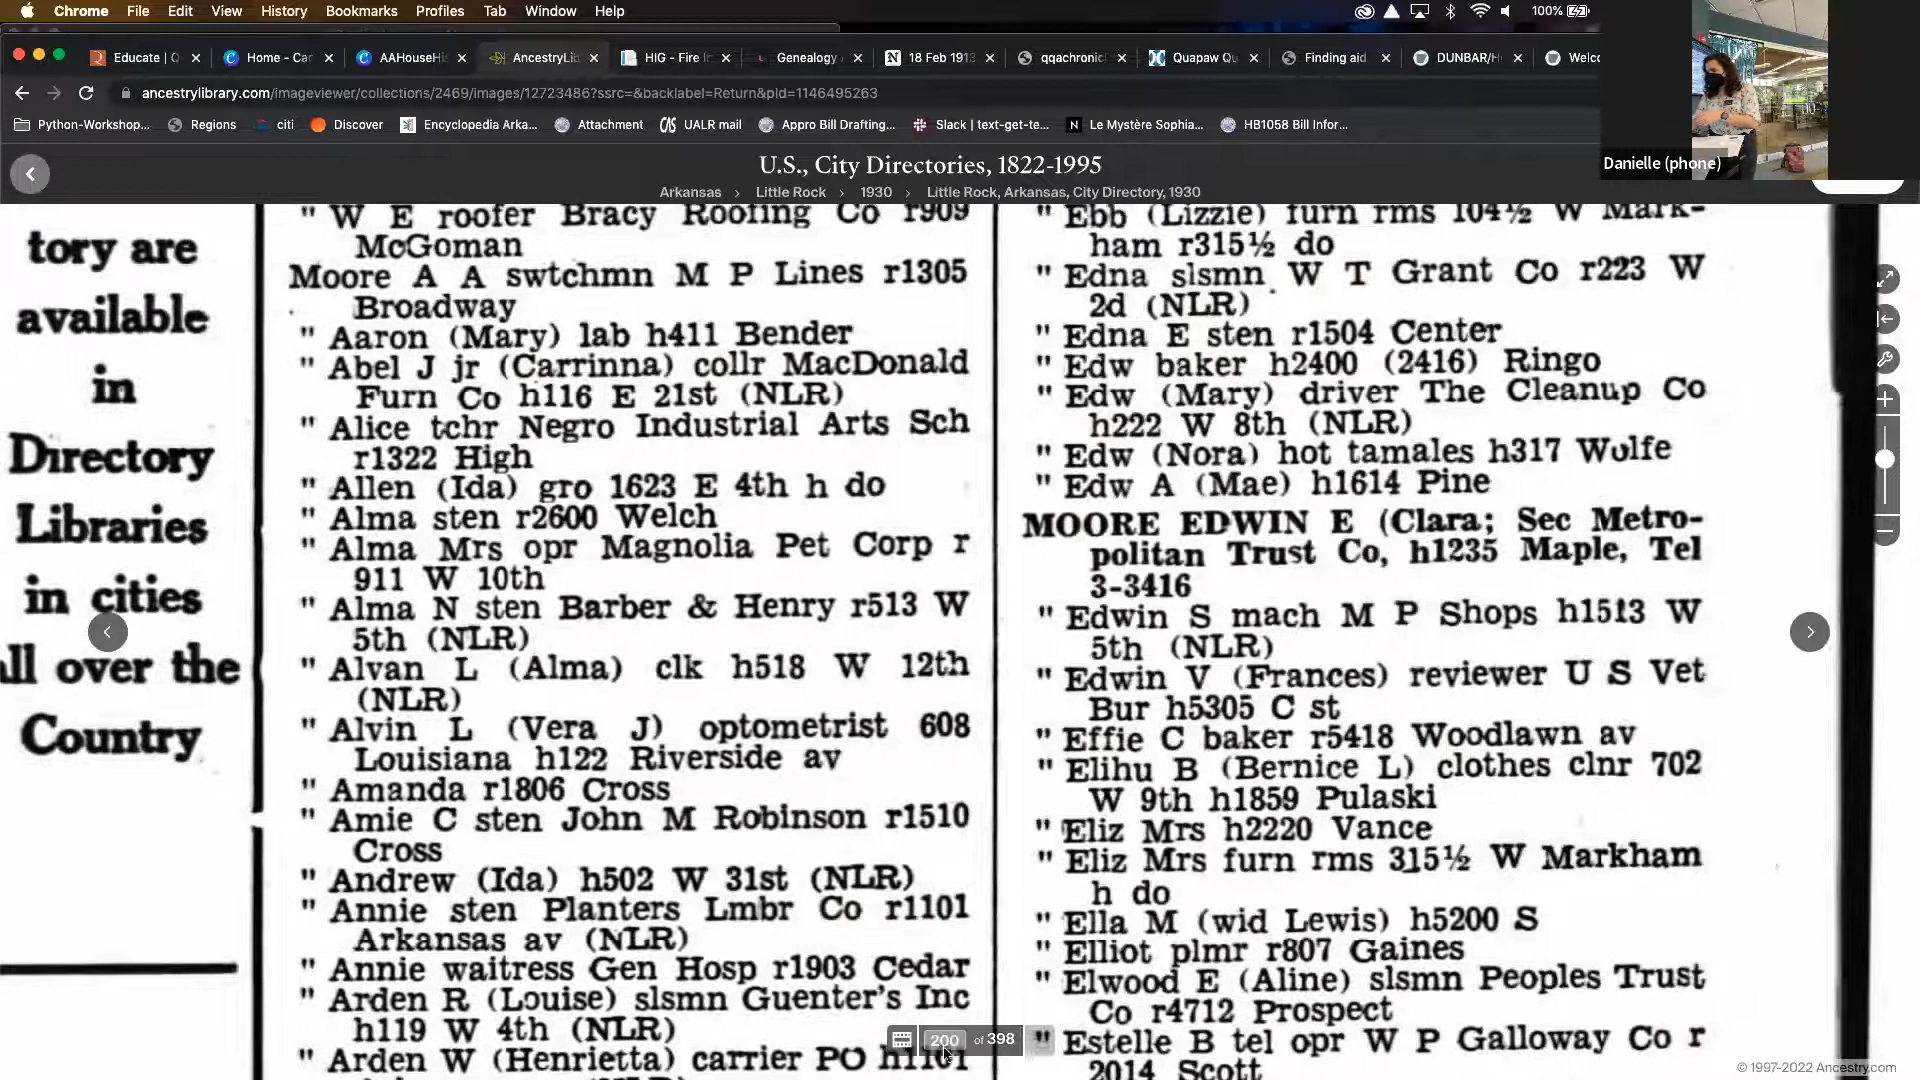 Chrome File Edit View History Bookmarks Profiles Tab Window Help 100%
Educate | Q Home - Car AAHouseHis AncestryLib HIG - Fire In Genealogy 18 Feb 1913 qqachronicl Quapaw Qu Finding aid DUNBAR/H Welco
ancestrylibrary.com/imageviewer/collections/2469/images/12723486?ssrc=&backlabel=Return&pId=1146495263
Python-Workshop... Regions citi Discover Encyclopedia Arka... Attachment UALR mail Appro Bill Drafting... Slack | text-get-te... Le Mystère Sophia... HB1058 Bill Infor...
Danielle (phone)
U.S., City Directories, 1822-1995
Arkansas > Little Rock > 1930 > Little Rock, Arkansas, City Directory, 1930
tory are
available
in
Directory
Libraries
in cities
all over the
Country
" W E roofer Bracy Roofing Co r909
McGoman
Moore A A swtchmn M P Lines r1305
Broadway
" Aaron (Mary) lab h411 Bender
" Abel J jr (Carrinna) collr MacDonald
Furn Co h116 E 21st (NLR)
" Alice tchr Negro Industrial Arts Sch
r1322 High
" Allen (Ida) gro 1623 E 4th h do
" Alma sten r2600 Welch
" Alma Mrs opr Magnolia Pet Corp r
911 W 10th
" Alma N sten Barber & Henry r513 W
5th (NLR)
" Alvan L (Alma) clk h518 W 12th
(NLR)
" Alvin L (Vera J) optometrist 608
Louisiana h122 Riverside av
" Amanda r1806 Cross
" Amie C sten John M Robinson r1510
Cross
" Andrew (Ida) h502 W 31st (NLR)
" Annie sten Planters Lmbr Co r1101
Arkansas av (NLR)
" Annie waitress Gen Hosp r1903 Cedar
" Arden R (Louise) slsmn Guenter's Inc
h119 W 4th (NLR)
" Arden W (Henrietta) carrier PO
" Ebb (Lizzie) furn rms 104½ W Mark-
ham r315½ do
" Edna slsmn W T Grant Co r223 W
2d (NLR)
" Edna E sten r1504 Center
" Edw baker h2400 (2416) Ringo
" Edw (Mary) driver The Cleanup Co
h222 W 8th (NLR)
" Edw (Nora) hot tamales h317 Wolfe
" Edw A (Mae) h1614 Pine
MOORE EDWIN E (Clara; Sec Metro-
politan Trust Co, h1235 Maple, Tel
3-3416
" Edwin S mach M P Shops h1513 W
5th (NLR)
" Edwin V (Frances) reviewer U S Vet
Bur h5305 C st
" Effie C baker r5418 Woodlawn av
" Elihu B (Bernice L) clothes clnr 702
W 9th h1859 Pulaski
" Eliz Mrs h2220 Vance
" Eliz Mrs furn rms 315½ W Markham
h do
" Ella M (wid Lewis) h5200 S
" Elliot plmr r807 Gaines
" Elwood E (Aline) slsmn Peoples Trust
Co r4712 Prospect
" Estelle B tel opr W P Galloway Co r
2014 Scott
200 of 398
© 1997-2022 Ancestry.com